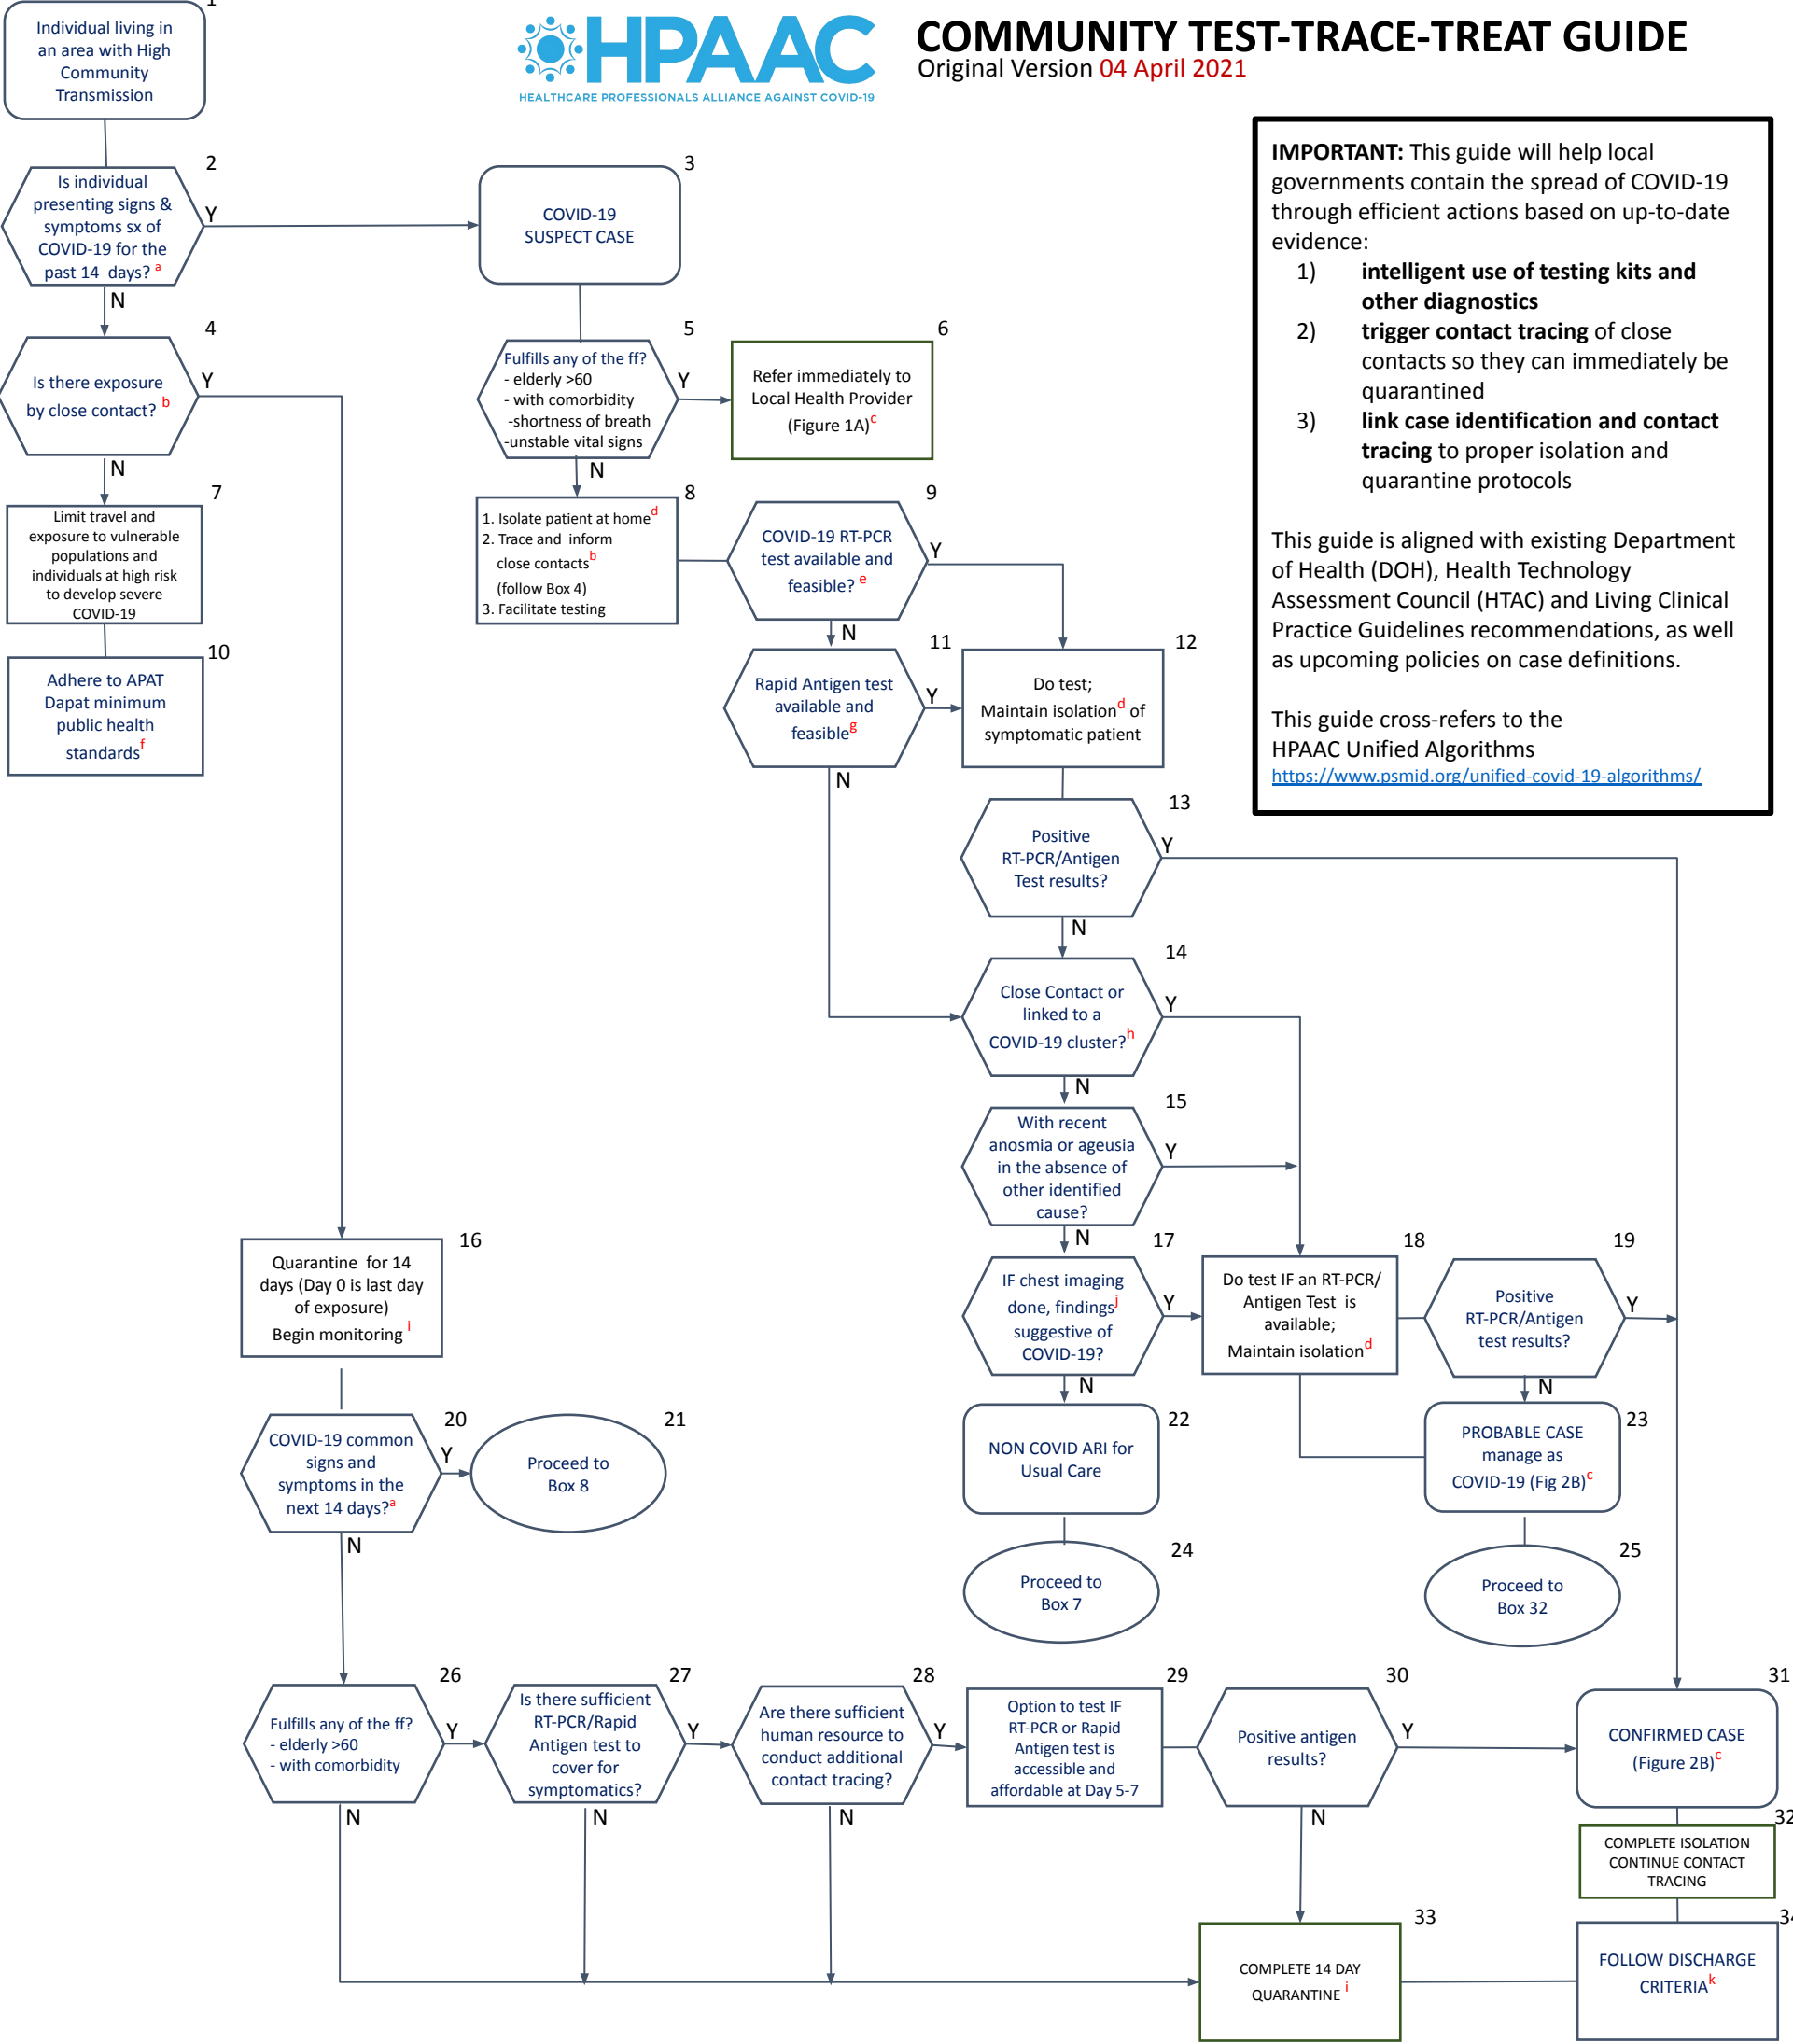 1
Individual living in
an area with High
Community
Transmission
HPAAC
HEALTHCARE PROFESSIONALS ALLIANCE AGAINST COVID-19
COMMUNITY TEST-TRACE-TREAT GUIDE
Original Version 04 April 2021
IMPORTANT: This guide will help local
governments contain the spread of COVID-19
through efficient actions based on up-to-date
evidence:
1) intelligent use of testing kits and
other diagnostics
2) trigger contact tracing of close
contacts so they can immediately be
quarantined
3) link case identification and contact
tracing to proper isolation and
quarantine protocols
This guide is aligned with existing Department
of Health (DOH), Health Technology
Assessment Council (HTAC) and Living Clinical
Practice Guidelines recommendations, as well
as upcoming policies on case definitions.
This guide cross-refers to the
HPAAC Unified Algorithms
https://www.psmid.org/unified-covid-19-algorithms/
2
Is individual
presenting signs &
symptoms sx of
COVID-19 for the
past 14 days? a
Y
N
3
COVID-19
SUSPECT CASE
4
Is there exposure
by close contact? b
Y
N
5
Fulfills any of the ff?
- elderly >60
- with comorbidity
-shortness of breath
-unstable vital signs
Y
N
6
Refer immediately to
Local Health Provider
(Figure 1A)c
7
Limit travel and
exposure to vulnerable
populations and
individuals at high risk
to develop severe
COVID-19
8
1. Isolate patient at homed
2. Trace and inform
close contactsb
(follow Box 4)
3. Facilitate testing
9
COVID-19 RT-PCR
test available and
feasible? e
Y
N
10
Adhere to APAT
Dapat minimum
public health
standardsf
11
Rapid Antigen test
available and
feasibleg
Y
N
12
Do test;
Maintain isolationd of
symptomatic patient
13
Positive
RT-PCR/Antigen
Test results?
Y
N
14
Close Contact or
linked to a
COVID-19 cluster?h
Y
N
15
With recent
anosmia or ageusia
in the absence of
other identified
cause?
Y
N
16
Quarantine for 14
days (Day 0 is last day
of exposure)
Begin monitoring i
17
IF chest imaging
done, findingsj
suggestive of
COVID-19?
Y
N
18
Do test IF an RT-PCR/
Antigen Test is
available;
Maintain isolationd
19
Positive
RT-PCR/Antigen
test results?
Y
N
20
COVID-19 common
signs and
symptoms in the
next 14 days?a
Y
N
21
Proceed to
Box 8
22
NON COVID ARI for
Usual Care
23
PROBABLE CASE
manage as
COVID-19 (Fig 2B)c
24
Proceed to
Box 7
25
Proceed to
Box 32
26
Fulfills any of the ff?
- elderly >60
- with comorbidity
Y
N
27
Is there sufficient
RT-PCR/Rapid
Antigen test to
cover for
symptomatics?
Y
N
28
Are there sufficient
human resource to
conduct additional
contact tracing?
Y
N
29
Option to test IF
RT-PCR or Rapid
Antigen test is
accessible and
affordable at Day 5-7
30
Positive antigen
results?
Y
N
31
CONFIRMED CASE
(Figure 2B)c
32
COMPLETE ISOLATION
CONTINUE CONTACT
TRACING
33
COMPLETE 14 DAY
QUARANTINE i
34
FOLLOW DISCHARGE
CRITERIAk